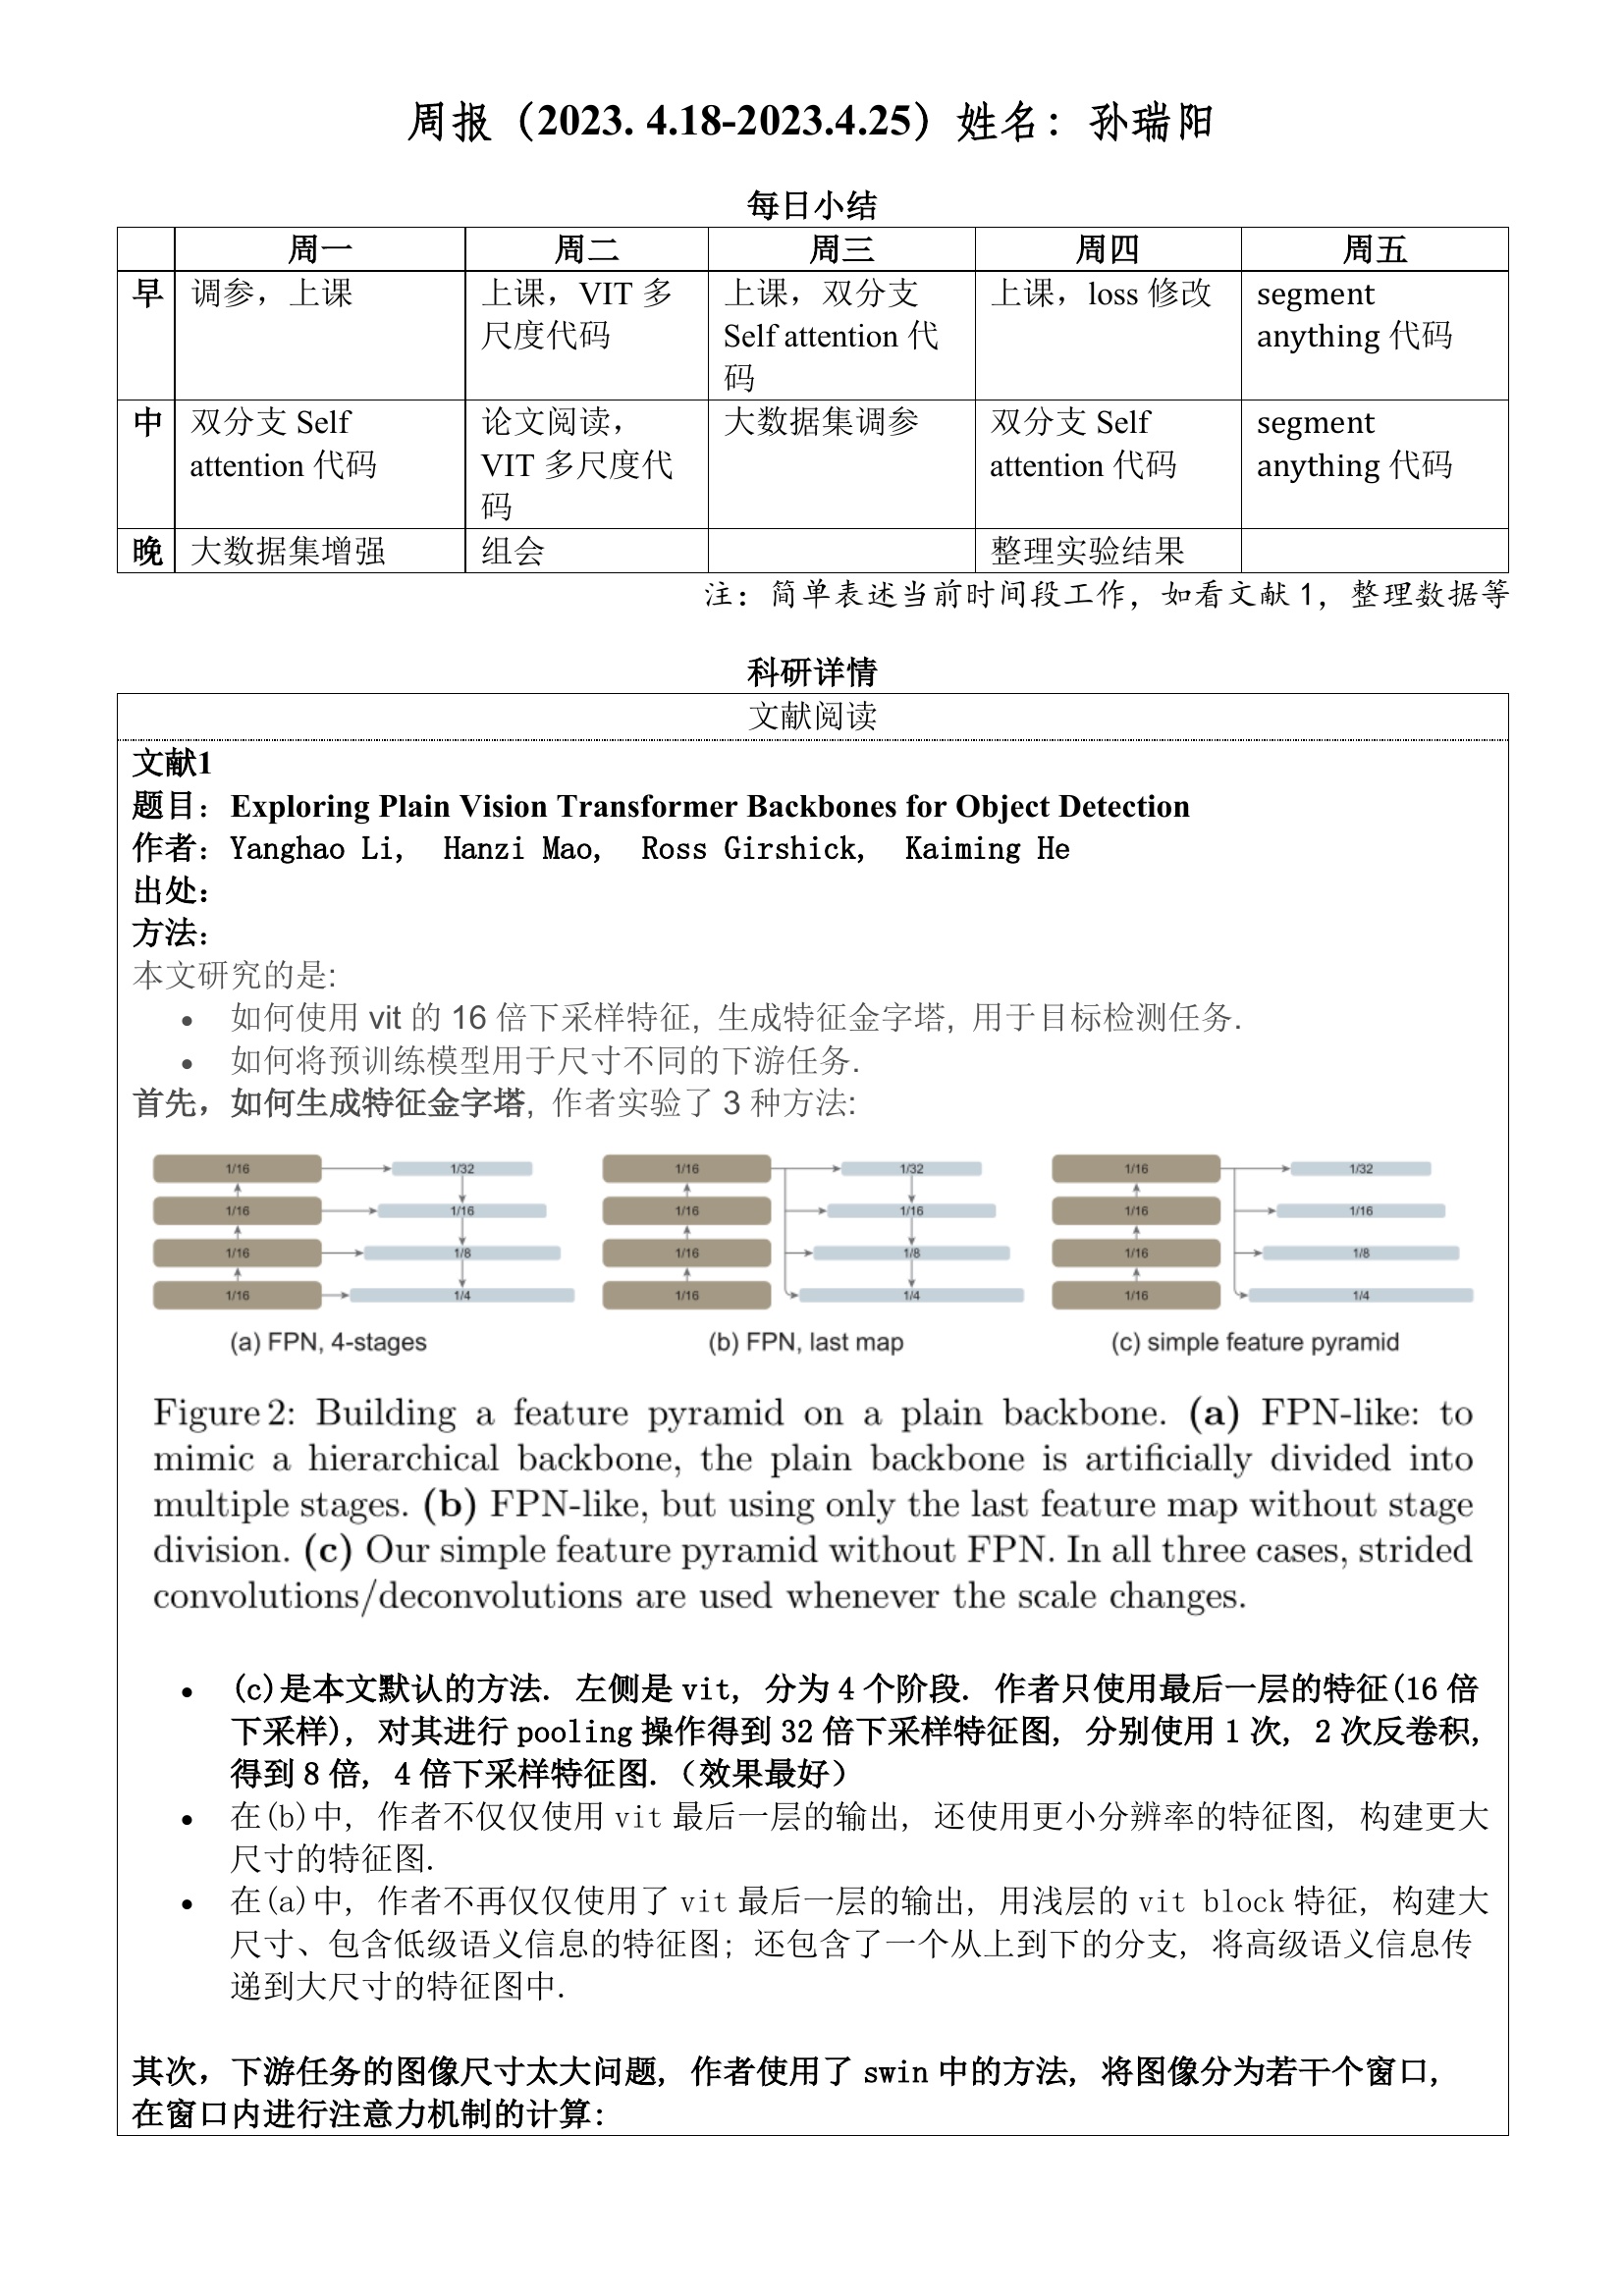 周报（2023. 4.18-2023.4.25）姓名：孙瑞阳
每日小结
周一 周二 周三 周四 周五
早 调参，上课 上课，VIT 多尺度代码 上课，双分支 Self attention 代码 上课，loss 修改 segment anything 代码
中 双分支 Self attention 代码 论文阅读，VIT 多尺度代码 大数据集调参 双分支 Self attention 代码 segment anything 代码
晚 大数据集增强 组会 整理实验结果
注：简单表述当前时间段工作，如看文献 1，整理数据等
科研详情
文献阅读
文献1
题目：Exploring Plain Vision Transformer Backbones for Object Detection
作者：Yanghao Li, Hanzi Mao, Ross Girshick, Kaiming He
出处：
方法：
本文研究的是:
• 如何使用 vit 的 16 倍下采样特征, 生成特征金字塔, 用于目标检测任务.
• 如何将预训练模型用于尺寸不同的下游任务.
首先，如何生成特征金字塔, 作者实验了 3 种方法:
1/16 1/32 1/16 1/32 1/16 1/32
1/16 1/16 1/16 1/16 1/16 1/16
1/16 1/8 1/16 1/8 1/16 1/8
1/16 1/4 1/16 1/4 1/16 1/4
(a) FPN, 4-stages (b) FPN, last map (c) simple feature pyramid
Figure 2: Building a feature pyramid on a plain backbone. (a) FPN-like: to
mimic a hierarchical backbone, the plain backbone is artificially divided into
multiple stages. (b) FPN-like, but using only the last feature map without stage
division. (c) Our simple feature pyramid without FPN. In all three cases, strided
convolutions/deconvolutions are used whenever the scale changes.
• (c)是本文默认的方法. 左侧是 vit, 分为 4 个阶段. 作者只使用最后一层的特征(16 倍
下采样), 对其进行 pooling 操作得到 32 倍下采样特征图, 分别使用 1 次, 2 次反卷积,
得到 8 倍, 4 倍下采样特征图.（效果最好）
• 在(b)中, 作者不仅仅使用 vit 最后一层的输出, 还使用更小分辨率的特征图, 构建更大
尺寸的特征图.
• 在(a)中, 作者不再仅仅使用了 vit 最后一层的输出, 用浅层的 vit block 特征, 构建大
尺寸、包含低级语义信息的特征图; 还包含了一个从上到下的分支, 将高级语义信息传
递到大尺寸的特征图中.
其次，下游任务的图像尺寸太大问题, 作者使用了 swin 中的方法, 将图像分为若干个窗口,
在窗口内进行注意力机制的计算: